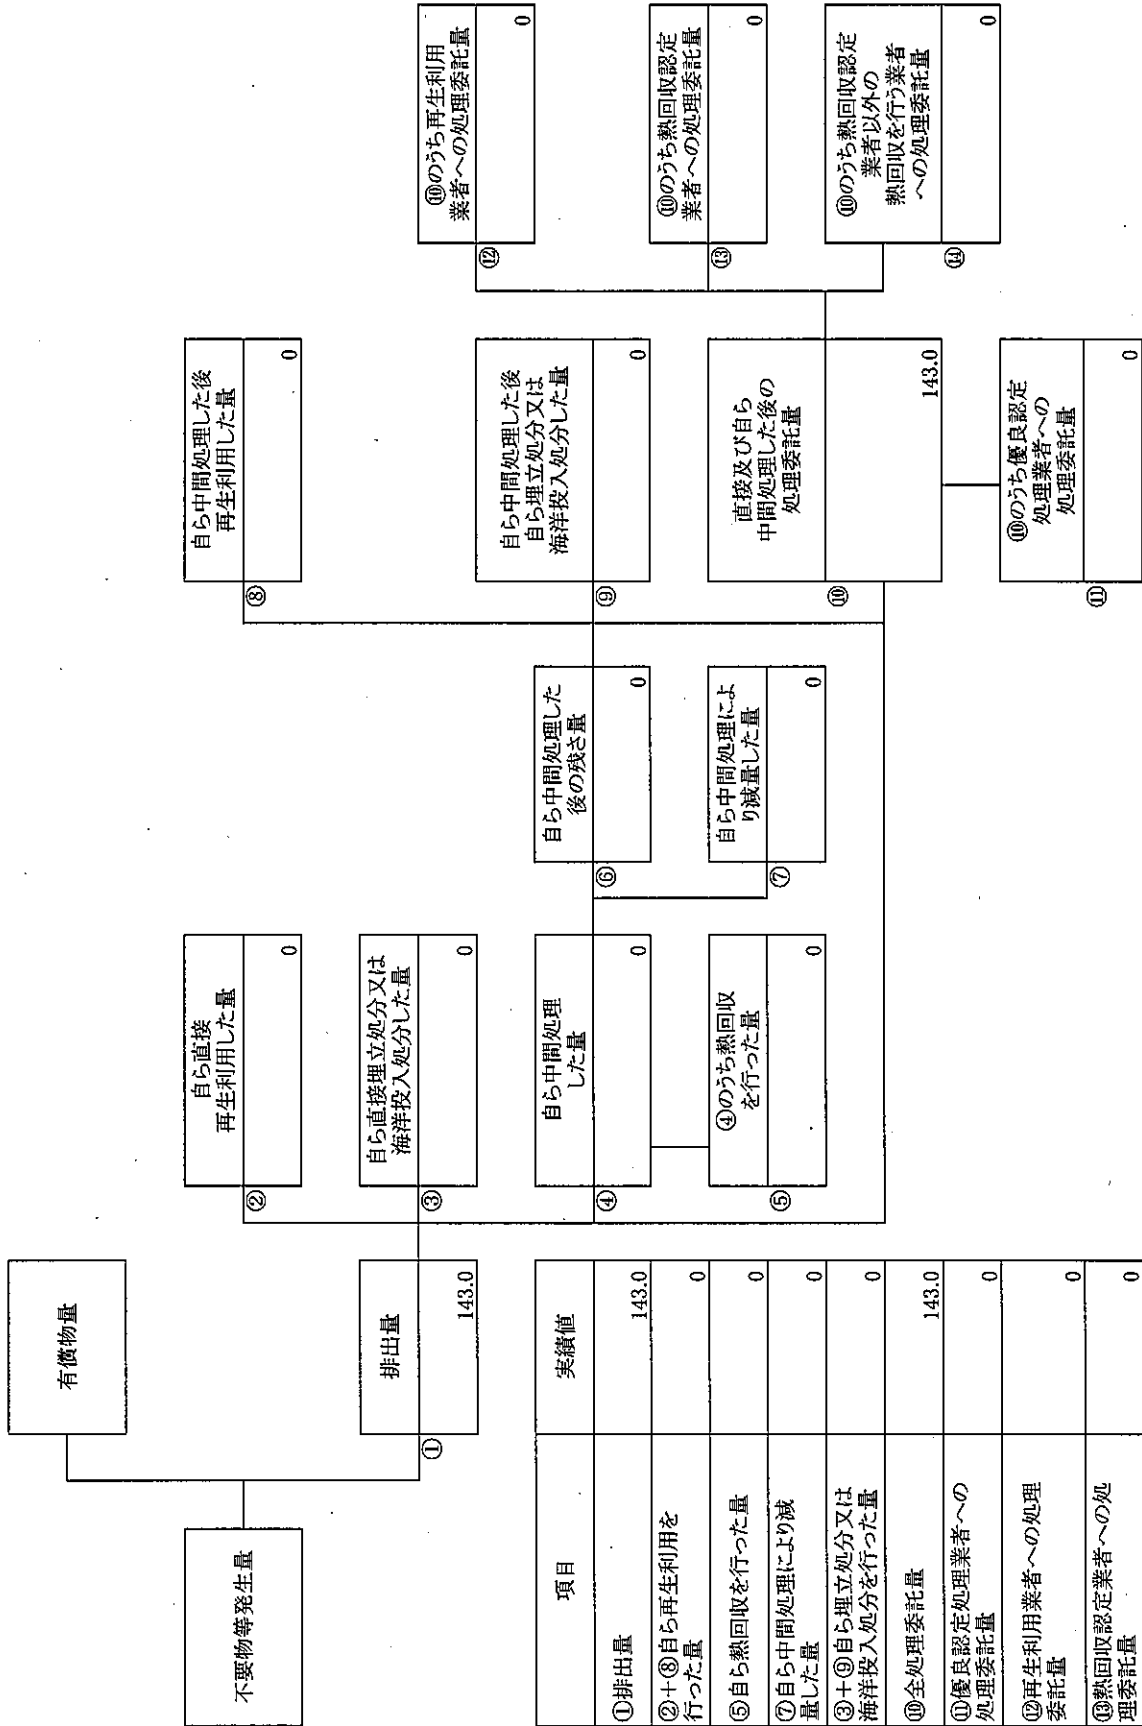 不要物等発生量
有償物量
①
排出量
143.0
②
自ら直接
再生利用した量
0
③
自ら直接埋立処分又は
海洋投入処分した量
0
④
自ら中間処理
した量
0
⑤
④のうち熱回収
を行った量
0
⑥
自ら中間処理した
後の残さ量
0
⑦
自ら中間処理によ
り減量した量
0
⑧
自ら中間処理した後
再生利用した量
0
⑨
自ら中間処理した後
自ら埋立処分又は
海洋投入処分した量
0
⑩
直接及び自ら
中間処理した後の
処理委託量
143.0
⑪
⑩のうち優良認定
処理業者への
処理委託量
0
⑫
⑩のうち再生利用
業者への処理委託量
0
⑬
⑩のうち熱回収認定
業者への処理委託量
0
⑭
⑩のうち熱回収認定
業者以外の
熱回収を行う業者
への処理委託量
0
項目 実績値
①排出量 143.0
②+⑧自ら再生利用を
行った量 0
⑤自ら熱回収を行った量 0
⑦自ら中間処理により減
量した量 0
③+⑨自ら埋立処分又は
海洋投入処分を行った量 0
⑩全処理委託量 143.0
⑪優良認定処理業者への
処理委託量 0
⑫再生利用業者への処理
委託量 0
⑬熱回収認定業者への処
理委託量 0